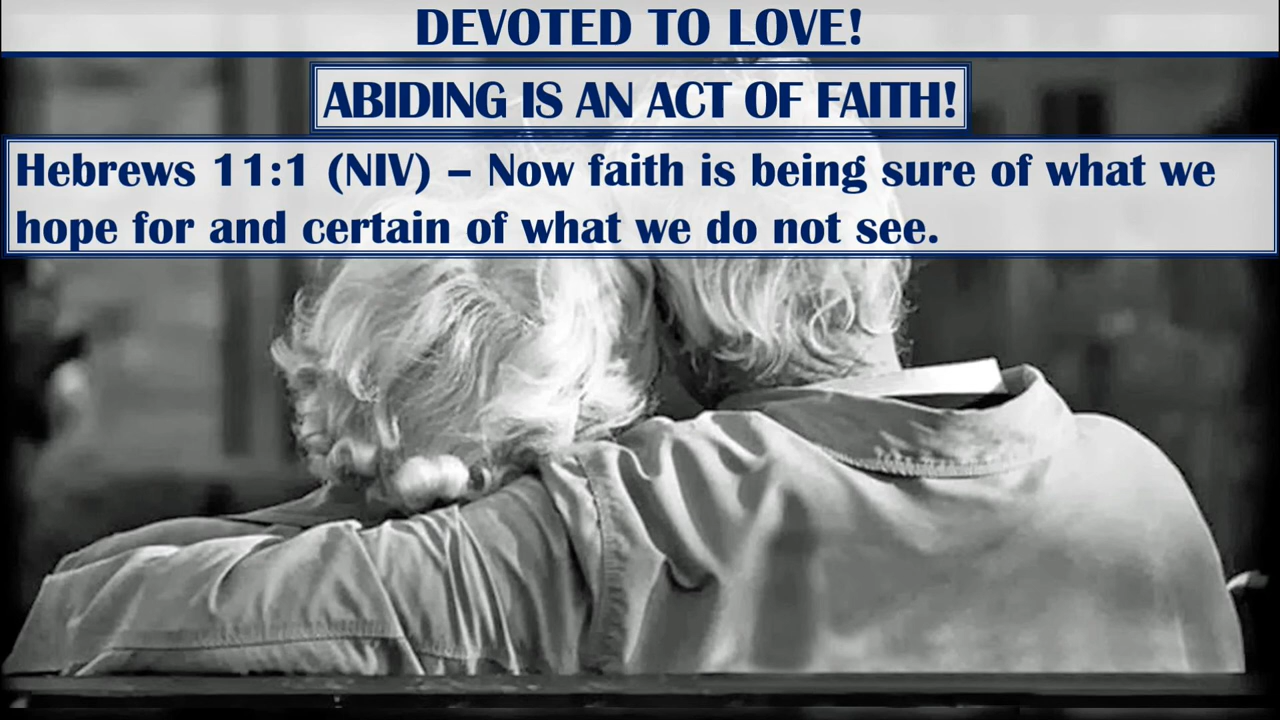 DEVOTED TO LOVE!
ABIDING IS AN ACT OF FAITH!
Hebrews 11:1 (NIV) – Now faith is being sure of what we
hope for and certain of what we do not see.